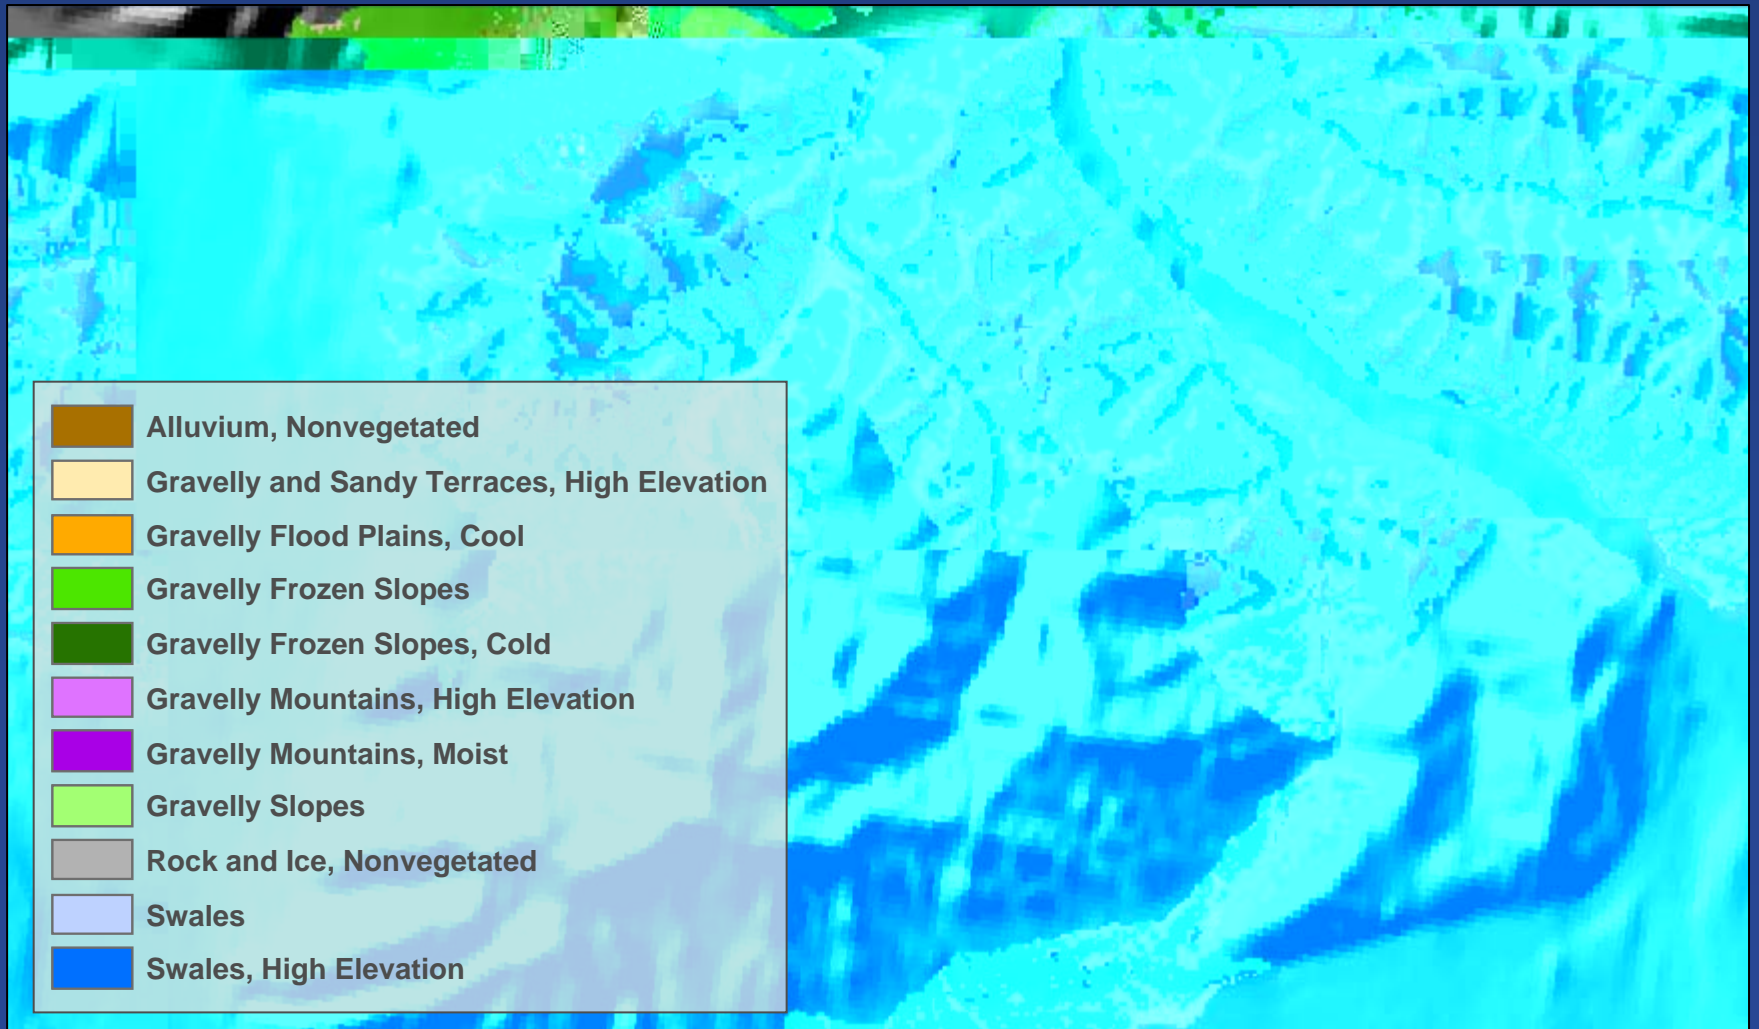 Alluvium, Nonvegetated
Gravelly and Sandy Terraces, High Elevation
Gravelly Flood Plains, Cool
Gravelly Frozen Slopes
Gravelly Frozen Slopes, Cold
Gravelly Mountains, High Elevation
Gravelly Mountains, Moist
Gravelly Slopes
Rock and Ice, Nonvegetated
Swales
Swales, High Elevation